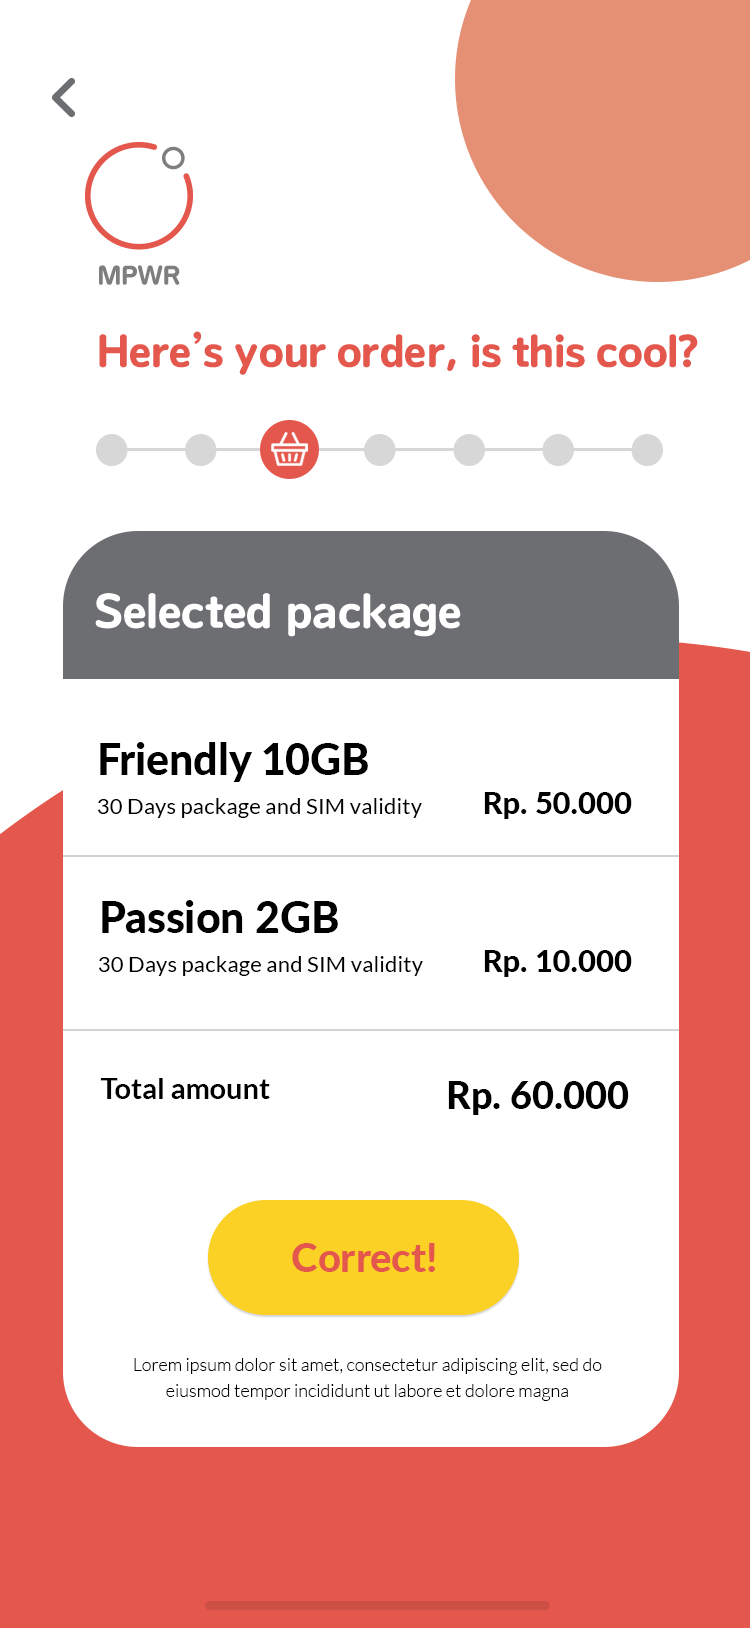 MPWR
Here's your order, is this cool?
Selected package
Friendly 10GB
30 Days package and SIM validity
Rp. 50.000
Passion 2GB
30 Days package and SIM validity
Rp. 10.000
Total amount
Rp. 60.000
Correct!
Lorem ipsum dolor sit amet, consectetur adipiscing elit, sed do
eiusmod tempor incididunt ut labore et dolore magna